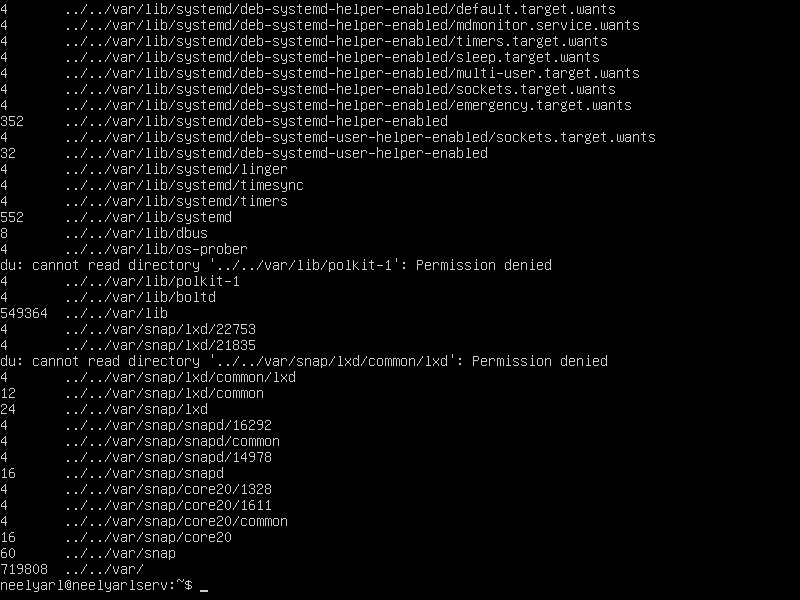 4       ../../var/lib/systemd/deb-systemd-helper-enabled/default.target.wants
4       ../../var/lib/systemd/deb-systemd-helper-enabled/mdmonitor.service.wants
4       ../../var/lib/systemd/deb-systemd-helper-enabled/timers.target.wants
4       ../../var/lib/systemd/deb-systemd-helper-enabled/sleep.target.wants
4       ../../var/lib/systemd/deb-systemd-helper-enabled/multi-user.target.wants
4       ../../var/lib/systemd/deb-systemd-helper-enabled/sockets.target.wants
4       ../../var/lib/systemd/deb-systemd-helper-enabled/emergency.target.wants
352     ../../var/lib/systemd/deb-systemd-helper-enabled
4       ../../var/lib/systemd/deb-systemd-user-helper-enabled/sockets.target.wants
32      ../../var/lib/systemd/deb-systemd-user-helper-enabled
4       ../../var/lib/systemd/linger
4       ../../var/lib/systemd/timesync
4       ../../var/lib/systemd/timers
552     ../../var/lib/systemd
8       ../../var/lib/dbus
4       ../../var/lib/os-prober
du: cannot read directory '../../var/lib/polkit-1': Permission denied
4       ../../var/lib/polkit-1
4       ../../var/lib/boltd
549364  ../../var/lib
4       ../../var/snap/lxd/22753
4       ../../var/snap/lxd/21835
du: cannot read directory '../../var/snap/lxd/common/lxd': Permission denied
4       ../../var/snap/lxd/common/lxd
12      ../../var/snap/lxd/common
24      ../../var/snap/lxd
4       ../../var/snap/snapd/16292
4       ../../var/snap/snapd/common
4       ../../var/snap/snapd/14978
16      ../../var/snap/snapd
4       ../../var/snap/core20/1328
4       ../../var/snap/core20/1611
4       ../../var/snap/core20/common
16      ../../var/snap/core20
60      ../../var/snap
719808  ../../var/
neelyarl@neelyarlserv:~$ _